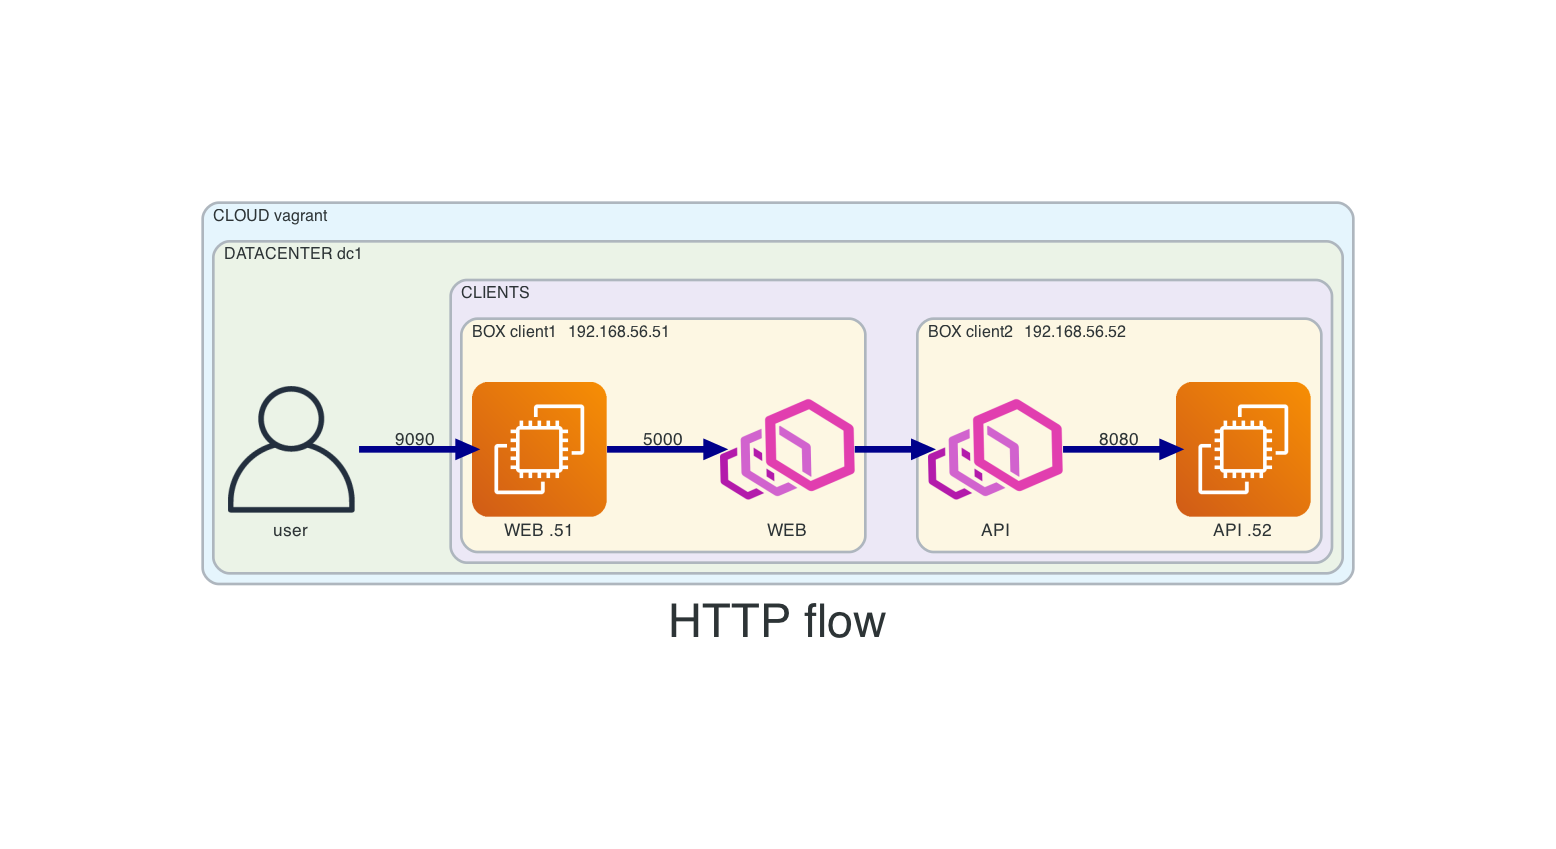 CLOUD vagrant
DATACENTER dc1
CLIENTS
BOX client1 192.168.56.51
BOX client2 192.168.56.52
9090
5000
8080
user
WEB .51
WEB
API
API .52
HTTP flow